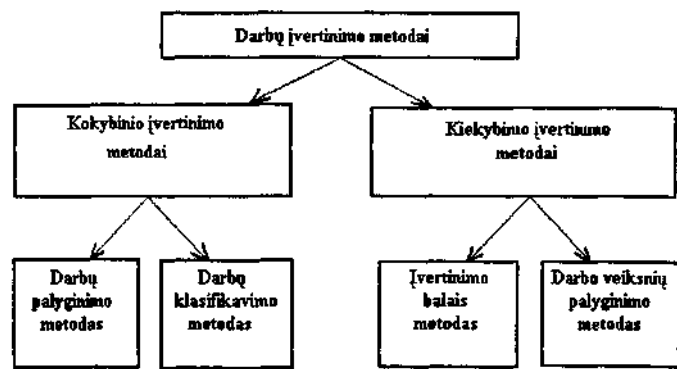 Darbų įvertinimo metodai
Kokybinio įvertinimo
metodai
Kiekybinio įvertinimo
metodai
Darbų
palyginimo
metodas
Darbų
klasifikavimo
metodas
Įvertinimo
balais
metodas
Darbo veiksnių
palyginimo
metodas